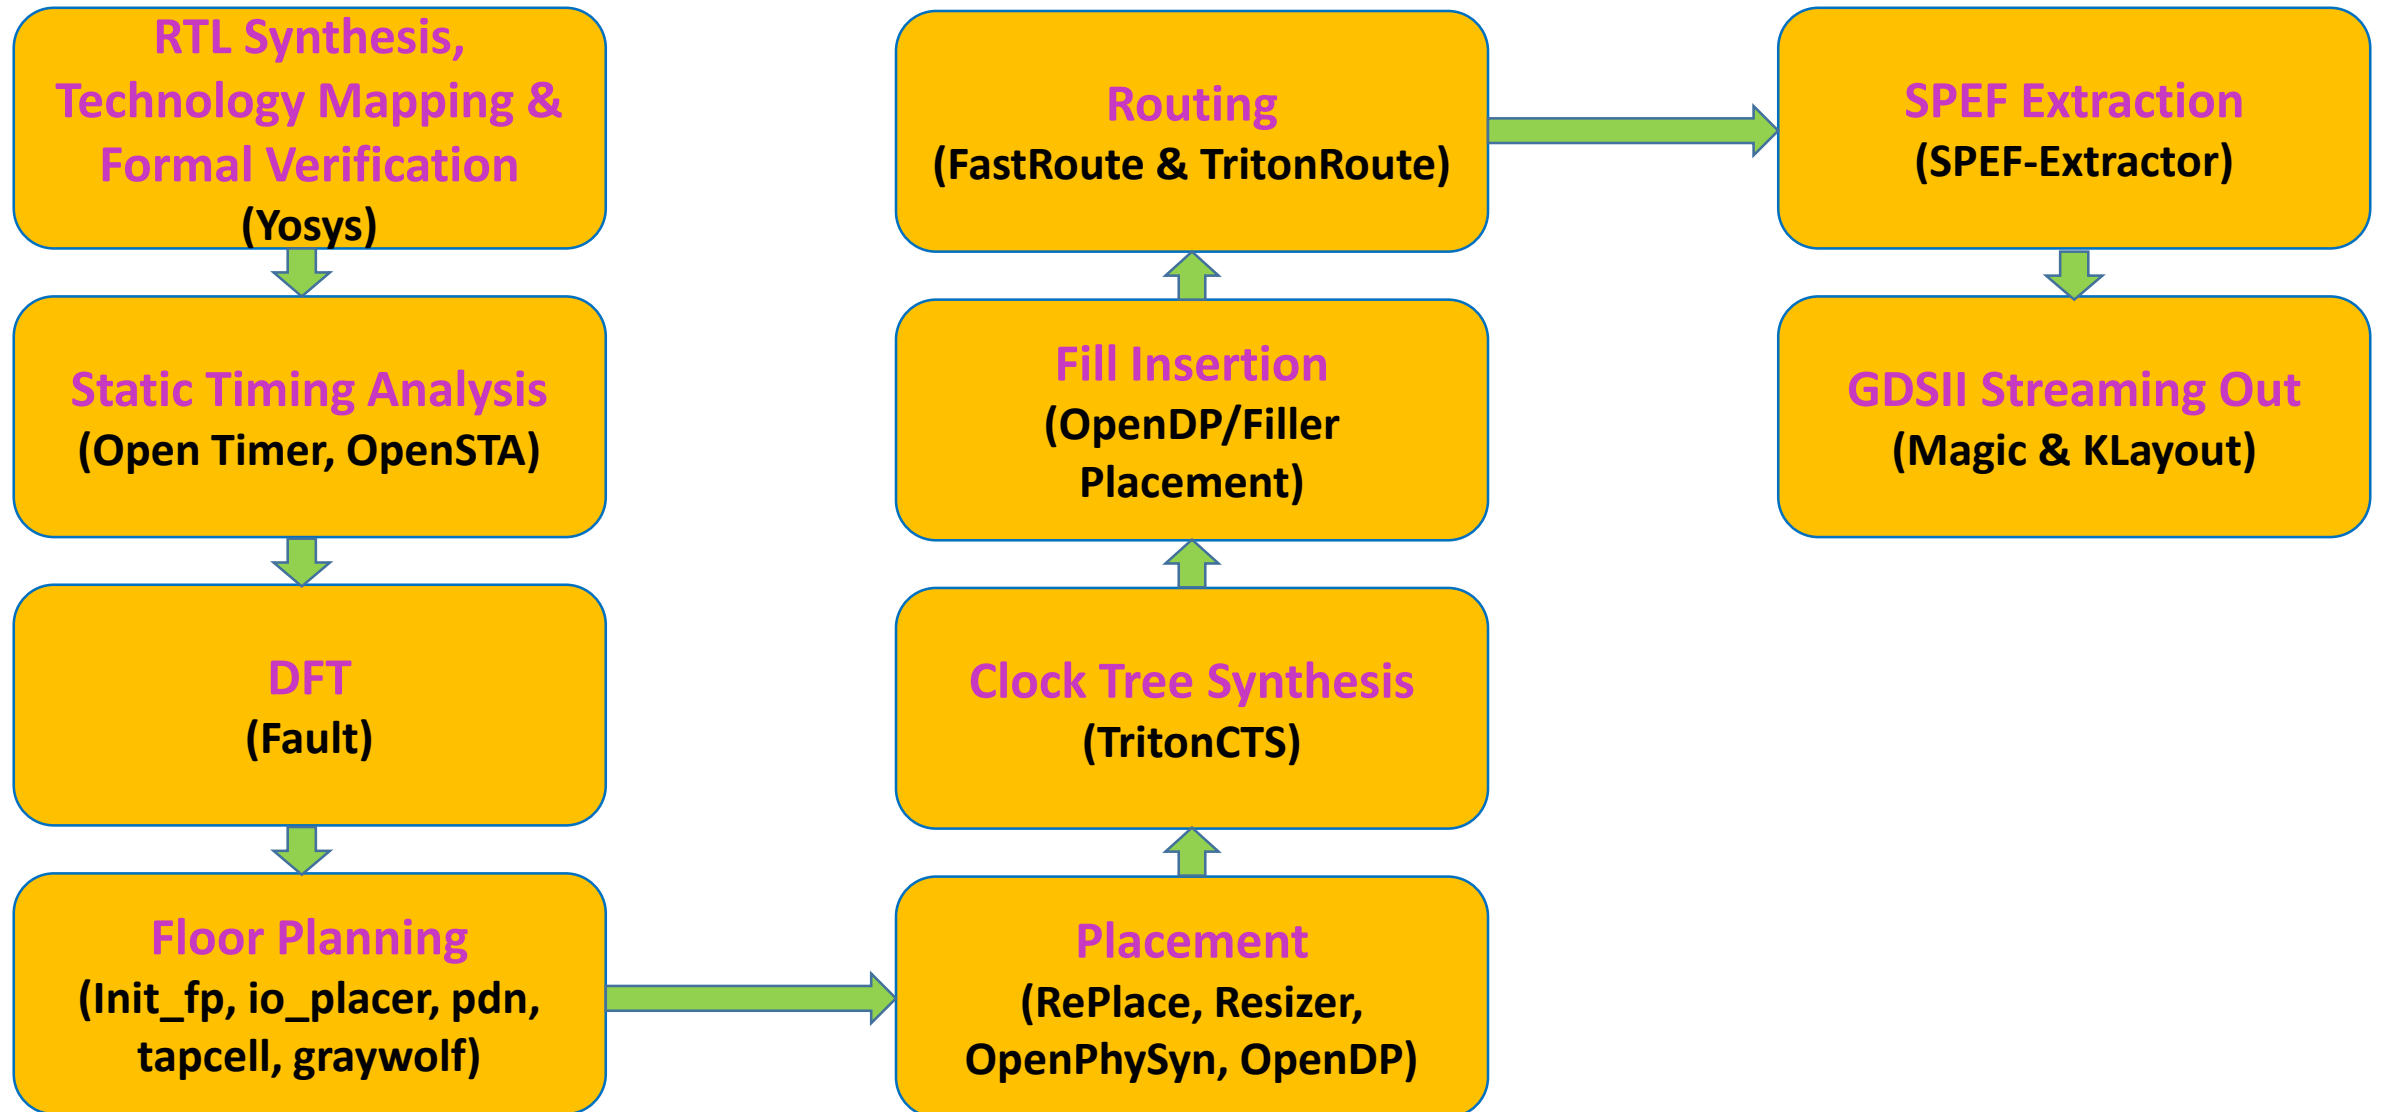 RTL Synthesis,
Technology Mapping &
Formal Verification
(Yosys)
Static Timing Analysis
(Open Timer, OpenSTA)
DFT
(Fault)
Floor Planning
(Init_fp, io_placer, pdn,
tapcell, graywolf)
Placement
(RePlace, Resizer,
OpenPhySyn, OpenDP)
Clock Tree Synthesis
(TritonCTS)
Fill Insertion
(OpenDP/Filler
Placement)
Routing
(FastRoute & TritonRoute)
SPEF Extraction
(SPEF-Extractor)
GDSII Streaming Out
(Magic & KLayout)